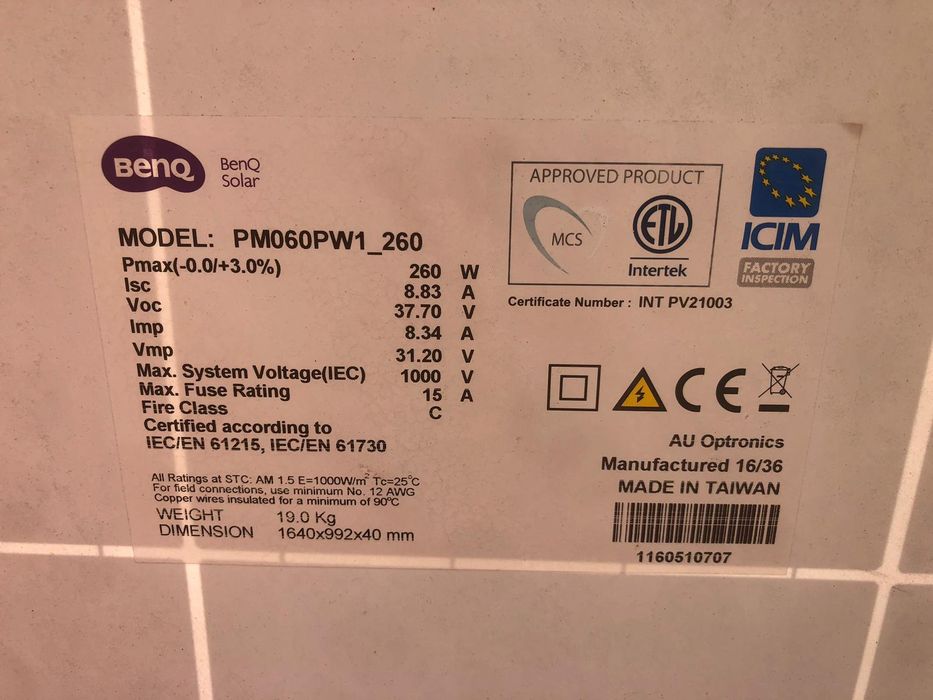 BenQ
BenQ
Solar
MODEL: PM060PW1_260
Pmax(-0.0/+3.0%) 260 W
Isc 8.83 A
Voc 37.70 V
Imp 8.34 A
Vmp 31.20 V
Max. System Voltage(IEC) 1000 V
Max. Fuse Rating 15 A
Fire Class C
Certified according to
IEC/EN 61215, IEC/EN 61730
All Ratings at STC: AM 1.5 E=1000W/m² Tc=25°C
For field connections, use minimum No. 12 AWG
Copper wires insulated for a minimum of 90°C
WEIGHT 19.0 Kg
DIMENSION 1640x992x40 mm
APPROVED PRODUCT
MCS
ETL
Intertek
Certificate Number : INT PV21003
ICIM
FACTORY
INSPECTION
CE
AU Optronics
Manufactured 16/36
MADE IN TAIWAN
1160510707